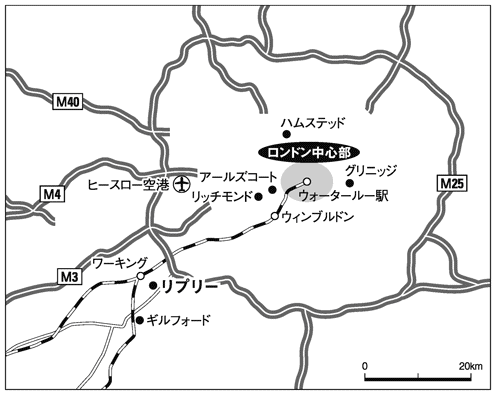 M40
ハムステッド
ロンドン中心部
アールズコート
グリニッジ
ヒースロー空港
M4
リッチモンド
ウォータールー駅
M25
ウィンブルドン
ワーキング
M3
リプリー
ギルフォード
0
20km